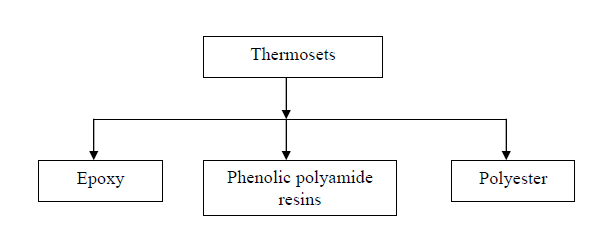 Thermosets
Epoxy
Phenolic polyamide
resins
Polyester